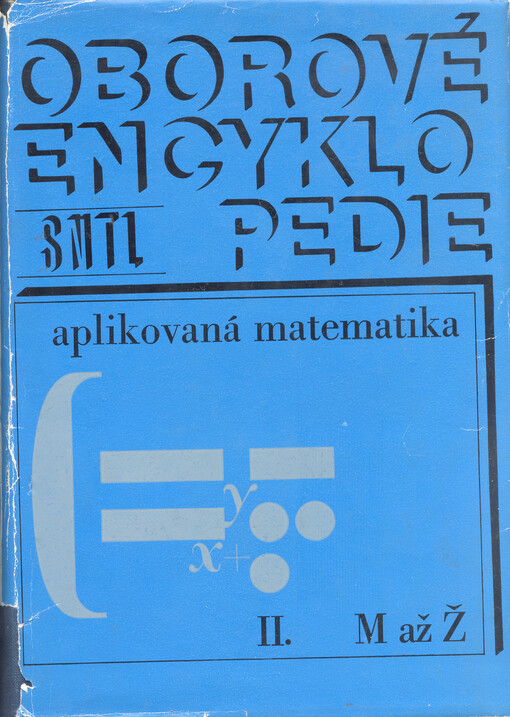 OBOROVÉ
ENCYKLO
SNTL PEDIE
aplikovaná matematika
(
=
y
x+
II. M až Ž